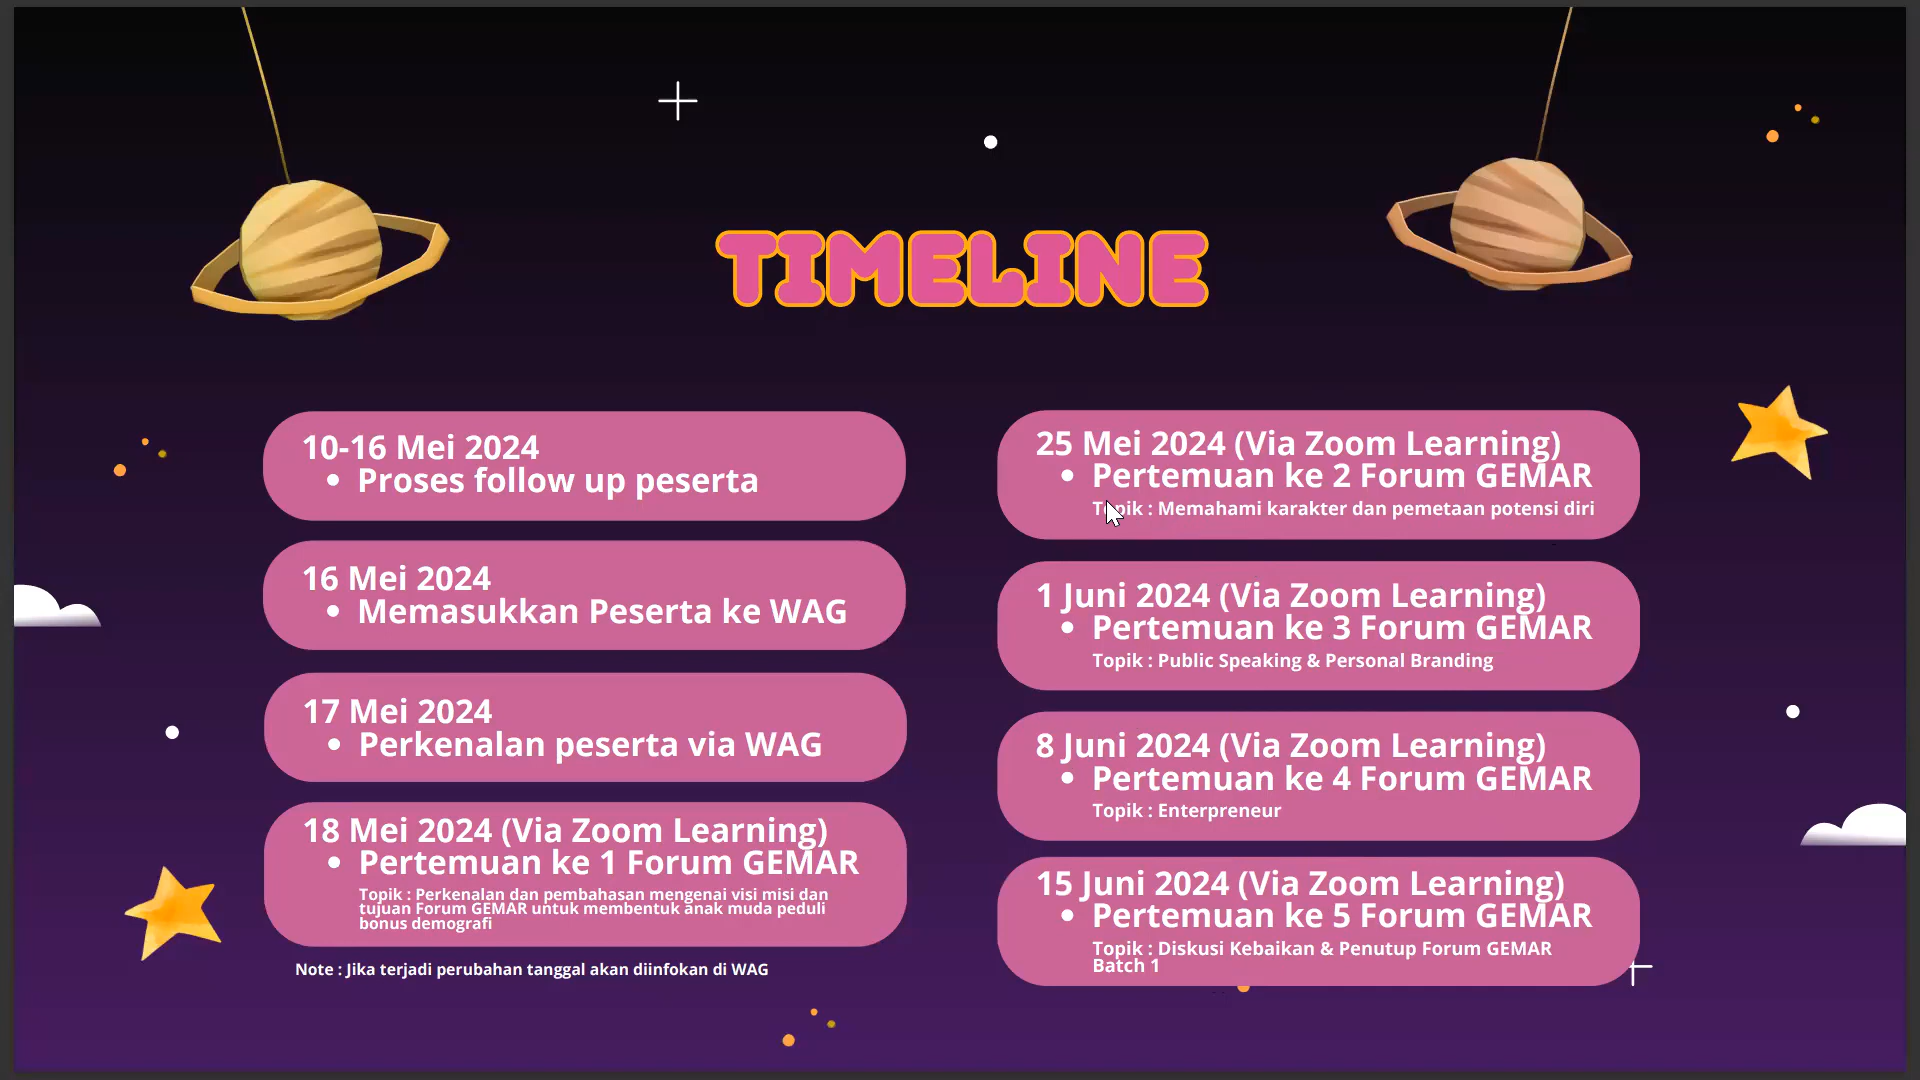 TIMELINE
10-16 Mei 2024
• Proses follow up peserta
16 Mei 2024
• Memasukkan Peserta ke WAG
17 Mei 2024
• Perkenalan peserta via WAG
18 Mei 2024 (Via Zoom Learning)
• Pertemuan ke 1 Forum GEMAR
Topik : Perkenalan dan pembahasan mengenai visi misi dan
tujuan Forum GEMAR untuk membentuk anak muda peduli
bonus demografi
Note : Jika terjadi perubahan tanggal akan diinfokan di WAG
25 Mei 2024 (Via Zoom Learning)
• Pertemuan ke 2 Forum GEMAR
Topik : Memahami karakter dan pemetaan potensi diri
1 Juni 2024 (Via Zoom Learning)
• Pertemuan ke 3 Forum GEMAR
Topik : Public Speaking & Personal Branding
8 Juni 2024 (Via Zoom Learning)
• Pertemuan ke 4 Forum GEMAR
Topik : Enterpreneur
15 Juni 2024 (Via Zoom Learning)
• Pertemuan ke 5 Forum GEMAR
Topik : Diskusi Kebaikan & Penutup Forum GEMAR
Batch 1